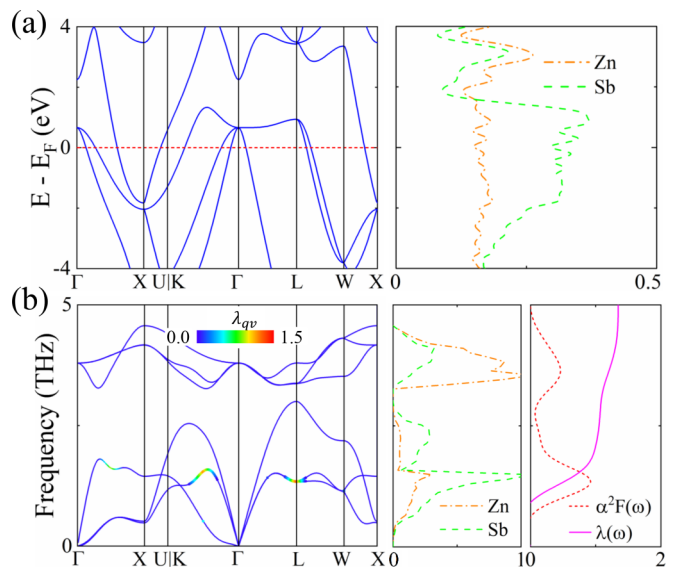 (a)
4
0
-4
E - E_F (eV)
Γ X U|K Γ L W X
Zn
Sb
0 0.5
(b)
5
0
Frequency (THz)
λ_qv
0.0 1.5
Γ X U|K Γ L W X
Zn
Sb
0 10
α²F(ω)
λ(ω)
0 1 2